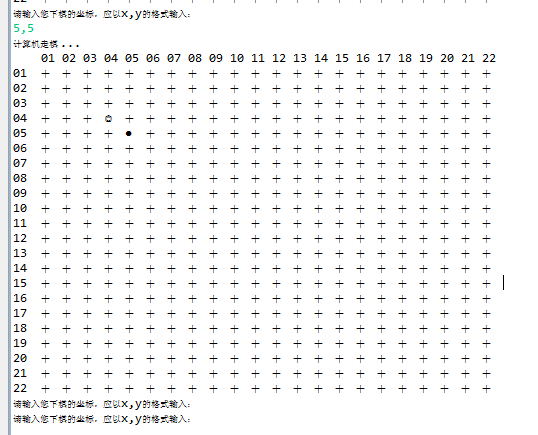 22
请输入您下棋的坐标，应以x,y的格式输入：
5,5
计算机走棋...
01 02 03 04 05 06 07 08 09 10 11 12 13 14 15 16 17 18 19 20 21 22
01 + + + + + + + + + + + + + + + + + + + + + +
02 + + + + + + + + + + + + + + + + + + + + + +
03 + + + + + + + + + + + + + + + + + + + + + +
04 + + + ☺ + + + + + + + + + + + + + + + + + +
05 + + + + ● + + + + + + + + + + + + + + + + +
06 + + + + + + + + + + + + + + + + + + + + + +
07 + + + + + + + + + + + + + + + + + + + + + +
08 + + + + + + + + + + + + + + + + + + + + + +
09 + + + + + + + + + + + + + + + + + + + + + +
10 + + + + + + + + + + + + + + + + + + + + + +
11 + + + + + + + + + + + + + + + + + + + + + +
12 + + + + + + + + + + + + + + + + + + + + + +
13 + + + + + + + + + + + + + + + + + + + + + +
14 + + + + + + + + + + + + + + + + + + + + + +
15 + + + + + + + + + + + + + + + + + + + + + +
16 + + + + + + + + + + + + + + + + + + + + + +
17 + + + + + + + + + + + + + + + + + + + + + +
18 + + + + + + + + + + + + + + + + + + + + + +
19 + + + + + + + + + + + + + + + + + + + + + +
20 + + + + + + + + + + + + + + + + + + + + + +
21 + + + + + + + + + + + + + + + + + + + + + +
22 + + + + + + + + + + + + + + + + + + + + + +
请输入您下棋的坐标，应以x,y的格式输入：
请输入您下棋的坐标，应以x,y的格式输入：